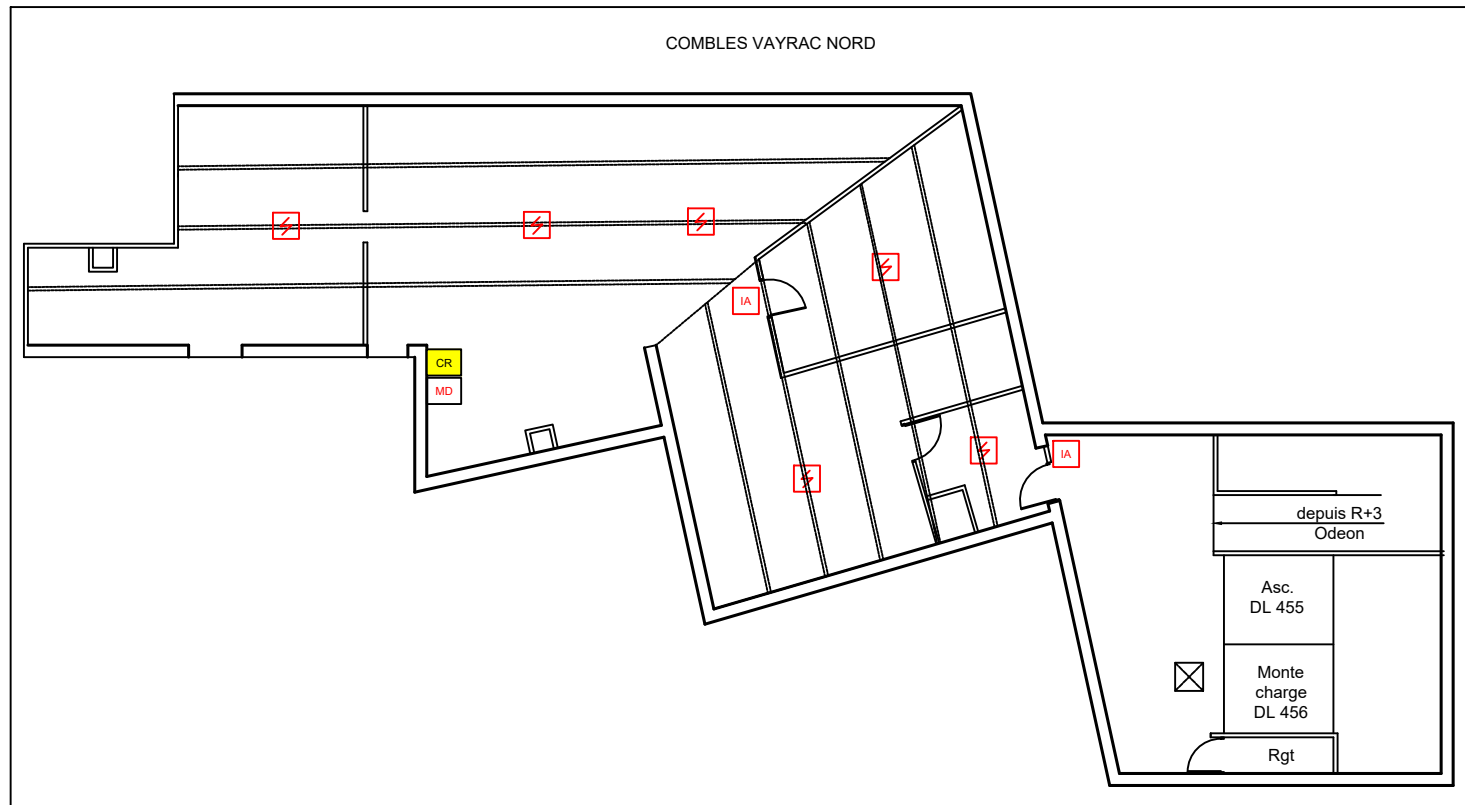 COMBLES VAYRAC NORD
IA
CR
MD
IA
depuis R+3
Odeon
Asc.
DL 455
Monte
charge
DL 456
Rgt